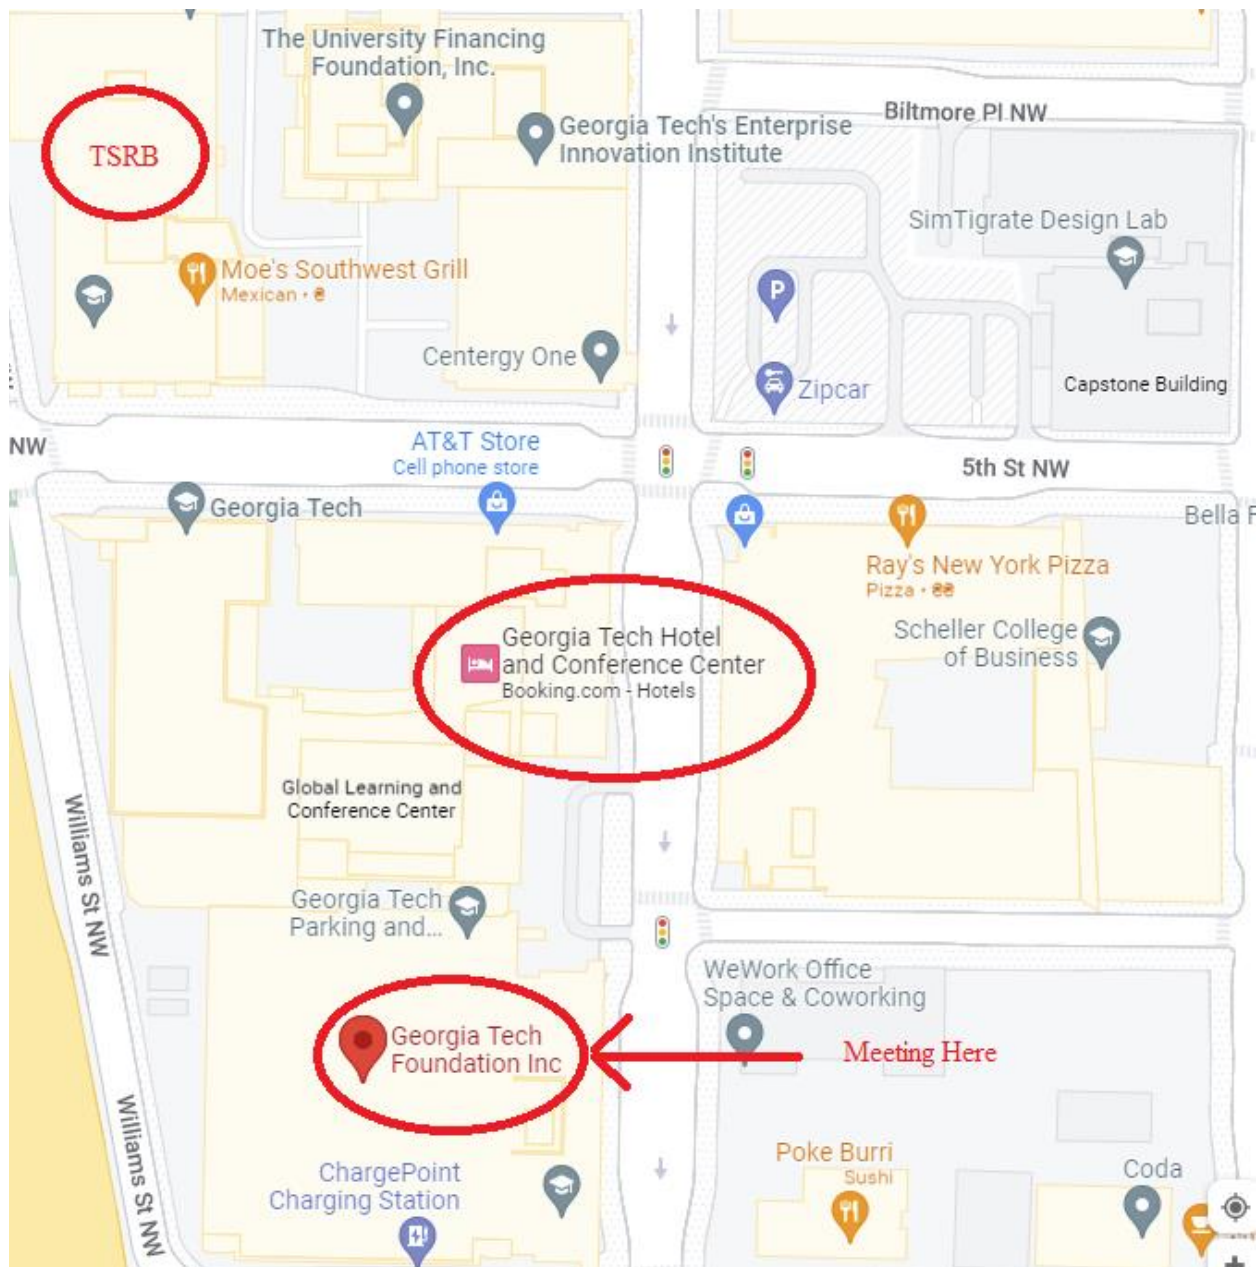 The University Financing
Foundation, Inc.
Biltmore Pl NW
Georgia Tech's Enterprise
Innovation Institute
TSRB
SimTigrate Design Lab
Moe's Southwest Grill
Mexican •
P
Centergy One
Zipcar
Capstone Building
NW
AT&T Store
Cell phone store
5th St NW
Georgia Tech
Bella F
Ray's New York Pizza
Pizza •
Georgia Tech Hotel
and Conference Center
Booking.com - Hotels
Scheller College
of Business
Global Learning and
Conference Center
Williams St NW
Georgia Tech
Parking and...
WeWork Office
Space & Coworking
Georgia Tech
Foundation Inc
Meeting Here
Williams St NW
Poke Burri
Sushi
ChargePoint
Charging Station
Coda